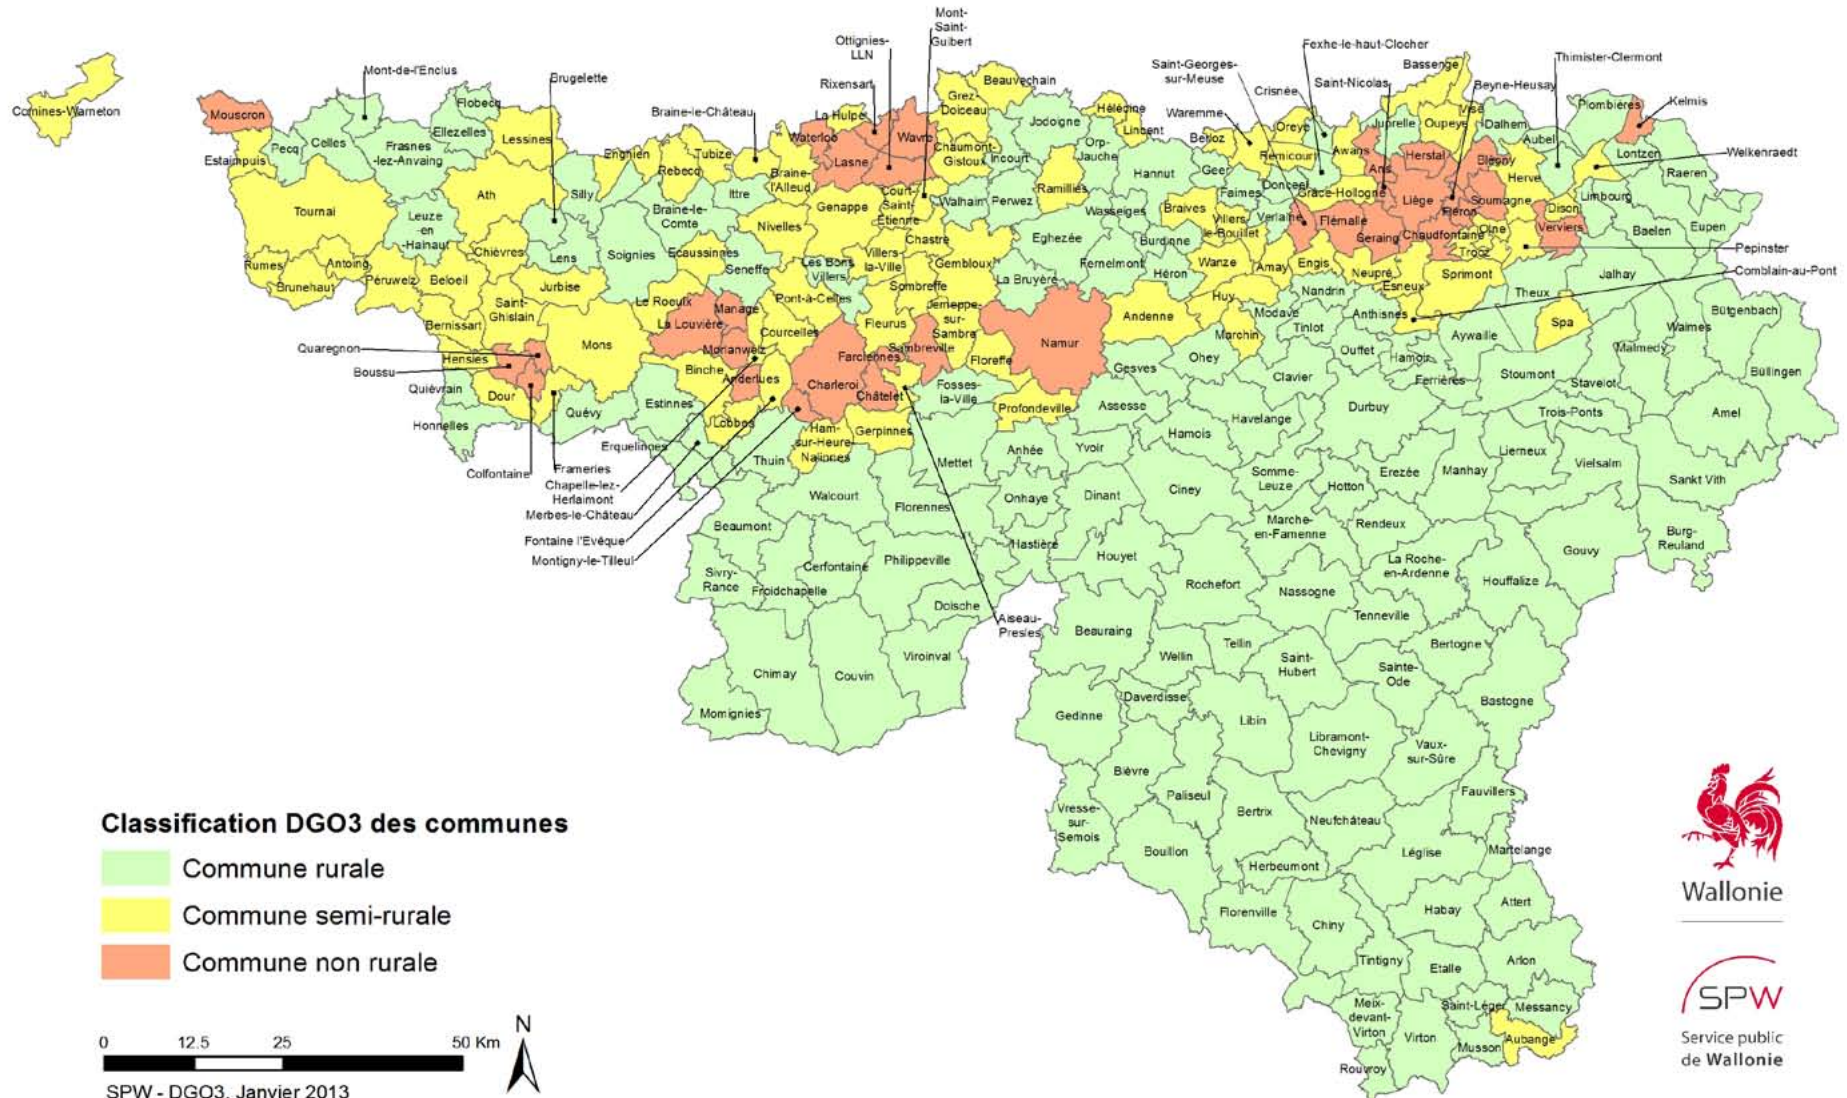 Mont-
Saint-
Guibert
Ottignies-
LLN
Fexhe-le-haut-Clocher
Saint-Georges-
sur-Meuse
Bassenge
Thimister-Clermont
Mont-de-l'Enclus
Brugelette
Rixensart
Beauvechain
Saint-Nicolas
Beyne-Heusay
Crisnée
Comines-Warneton
Mouscron
Flobecq
Braine-le-Château
La Hulpe
Grez-
Doiceau
Hélécine
Waremme
Visé
Plombières
Kelmis
Pecq
Celles
Ellezelles
Lessines
Waterloo
Wavre
Jodoigne
Lincent
Oreye
Juprelle
Oupeye
Dalhem
Aubel
Estaimpuis
Frasnes
-lez-Anvaing
Enghien
Tubize
Rebecq
Lasne
Chaumont-
Gistoux
Incourt
Orp-
Jauche
Berloz
Remicourt
Awans
Herstal
Blegny
Lontzen
Welkenraedt
Ath
Silly
Ittre
Braine-
l'Alleud
Court-
Saint-
Étienne
Ramillies
Hannut
Geer
Faimes
Donceel
Ans
Grâce-Hollogne
Herve
Limbourg
Raeren
Tournai
Leuze
-en
-Hainaut
Braine-le-
Comte
Genappe
Walhain
Perwez
Wasseiges
Braives
Villers
-le-Bouillet
Verlaine
Flémalle
Liège
Fléron
Soumagne
Dison
Verviers
Baelen
Eupen
Nivelles
Chastre
Eghezée
Burdinne
Seraing
Chaudfontaine
Olne
Trooz
Pepinster
Rumes
Antoing
Brunehaut
Péruwelz
Beloeil
Chièvres
Lens
Soignies
Ecaussinnes
Seneffe
Les Bons
Villers
Villers-
la-Ville
Gembloux
La Bruyère
Fernelmont
Héron
Wanze
Amay
Engis
Neupré
Esneux
Sprimont
Theux
Jalhay
Comblain-au-Pont
Jurbise
Saint-
Ghislain
Le Roeulx
Manage
Pont-à-Celles
Sombreffe
Jemeppe-
sur-
Sambre
Andenne
Huy
Marchin
Modave
Nandrin
Tinlot
Anthisnes
Aywaille
Spa
Waimes
Bütgenbach
Bernissart
Mons
La Louvière
Courcelles
Fleurus
Namur
Quaregnon
Boussu
Hensies
Morlanwelz
Farciennes
Sambreville
Floreffe
Gesves
Ohey
Ouffet
Hamoir
Ferrières
Stoumont
Stavelot
Malmedy
Büllingen
Quiévrain
Dour
Binche
Anderlues
Charleroi
Châtelet
Fosses-
la-Ville
Profondeville
Assesse
Clavier
Durbuy
Trois-Ponts
Amel
Honnelles
Quévy
Estinnes
Lobbes
Ham-
sur-Heure-
Nalinnes
Gerpinnes
Havelange
Hamois
Colfontaine
Frameries
Erquelinnes
Thuin
Mettet
Anhée
Yvoir
Somme-
Leuze
Erezée
Manhay
Lierneux
Vielsalm
Sankt Vith
Chapelle-lez-
Herlaimont
Merbes-le-Château
Fontaine l'Evêque
Montigny-le-Tilleul
Walcourt
Florennes
Onhaye
Dinant
Ciney
Hotton
Beaumont
Hastière
Marche-
en-Famenne
Rendeux
Burg-
Reuland
Sivry-
Rance
Froidchapelle
Cerfontaine
Philippeville
Houyet
Rochefort
La Roche-
en-Ardenne
Gouvy
Houffalize
Doische
Aiseau-
Presles
Nassogne
Tenneville
Chimay
Couvin
Viroinval
Beauraing
Wellin
Tellin
Saint-
Hubert
Sainte-
Ode
Bertogne
Momignies
Gedinne
Daverdisse
Libin
Libramont-
Chevigny
Vaux-
sur-Sûre
Bastogne
Bièvre
Paliseul
Bertrix
Neufchâteau
Fauvillers
Vresse-
sur-
Semois
Bouillon
Herbeumont
Léglise
Martelange
Florenville
Chiny
Habay
Attert
Tintigny
Etalle
Arlon
Meix-
devant-
Virton
Virton
Saint-Léger
Messancy
Musson
Aubange
Rouvroy
Classification DGO3 des communes
Commune rurale
Commune semi-rurale
Commune non rurale
0 12.5 25 50 Km
N
SPW - DGO3, Janvier 2013
Wallonie
SPW
Service public
de Wallonie